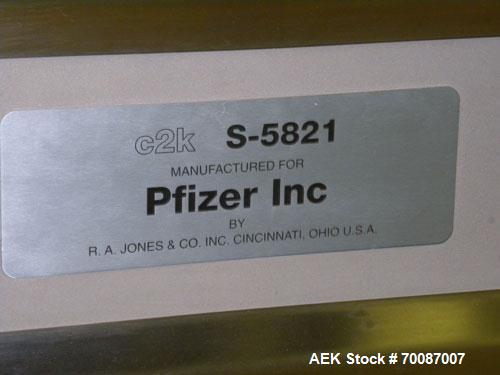 c2k S-5821
MANUFACTURED FOR
Pfizer Inc
BY
R. A. JONES & CO. INC. CINCINNATI, OHIO U.S.A.
AEK Stock # 70087007